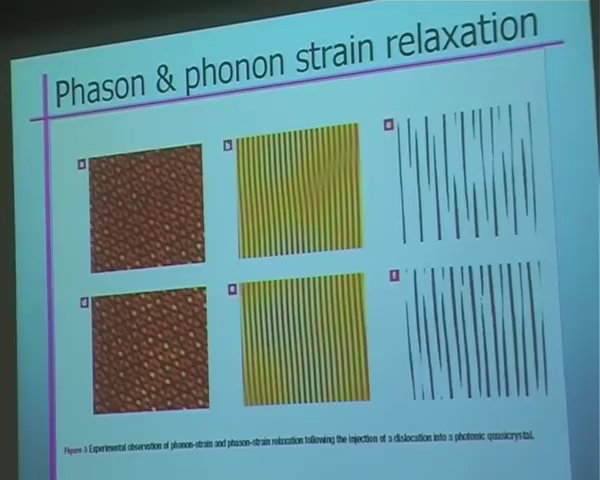 Phason & phonon strain relaxation
a
b
d
e
f
Figure 3 Experimental observation of phonon-strain and phason-strain relaxation following the injection of a dislocation into a photonic quasicrystal.